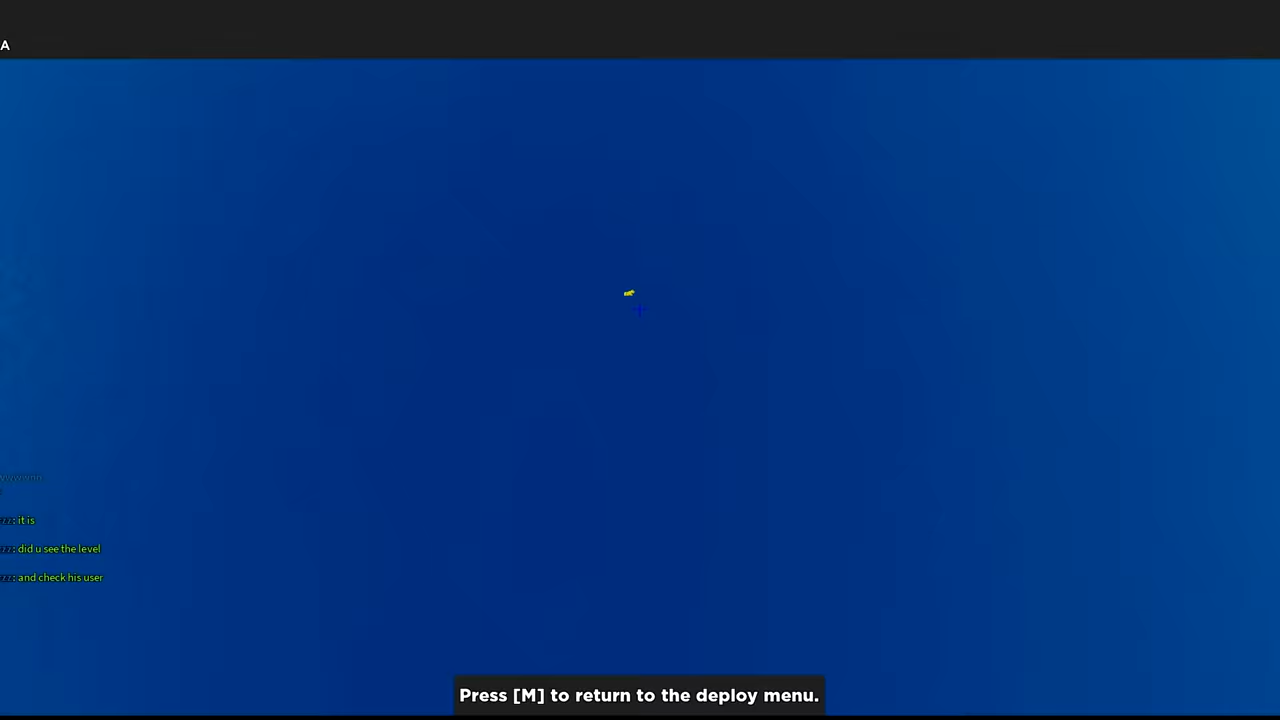 A
: it is
: did u see the level
: and check his user
Press [M] to return to the deploy menu.